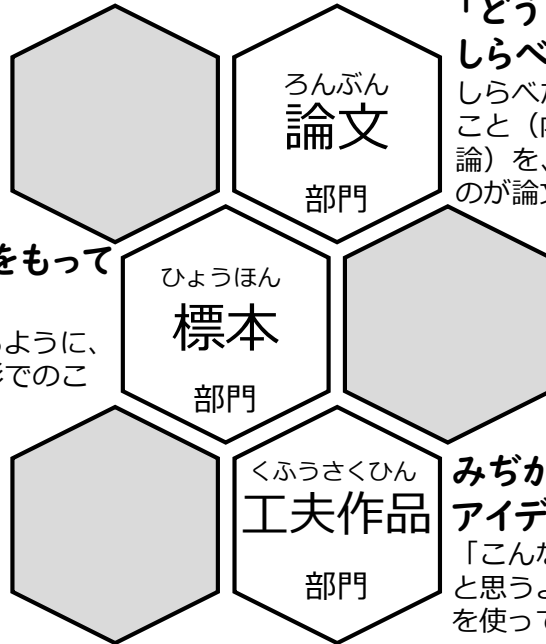 「どう
しらべ
ろんぶん
論文
部門
しらべ
こと（
論）を、
のが論
をもって
ように、
でのこ
ひょうほん
標本
部門
くふうさくひん
工夫作品
部門
みぢか
アイデ
「こんな
と思う
を使って